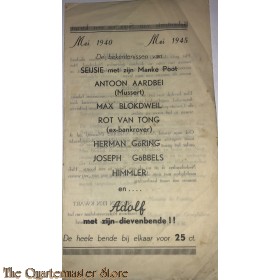 Mei 1940 Mei 1945
De bekentenissen van
SEIJSIE met zijn Manke Poot
ANTOON AARDBEI
(Mussert)
MAX BLOKDWEIL
ROT VAN TONG
(ex-bankrover)
HERMAN GÖRING
JOSEPH GÖBBELS
HIMMLER
en ....
Adolf
met zijn dievenbende !!
De heele bende bij elkaar voor 25 ct.
The Quartermaster Store